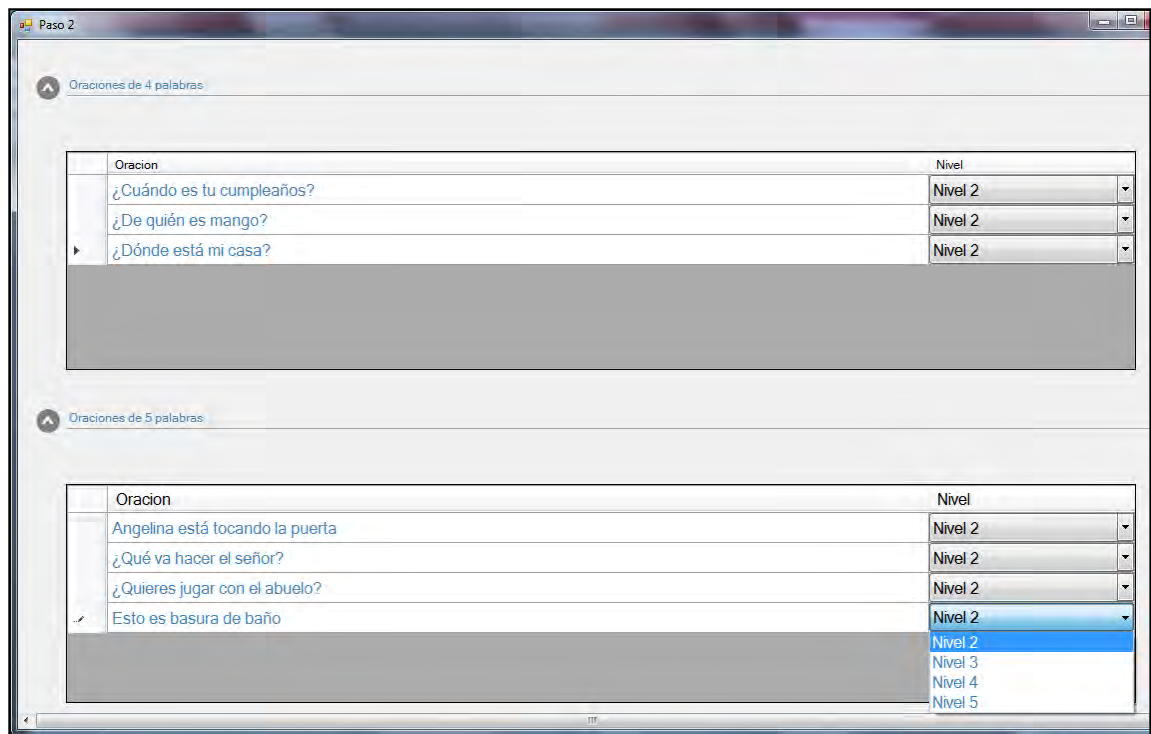 Paso 2
Oraciones de 4 palabras
Oracion Nivel
¿Cuándo es tu cumpleaños? Nivel 2
¿De quién es mango? Nivel 2
¿Dónde está mi casa? Nivel 2
Oraciones de 5 palabras
Oracion Nivel
Angelina está tocando la puerta Nivel 2
¿Qué va hacer el señor? Nivel 2
¿Quieres jugar con el abuelo? Nivel 2
Esto es basura de baño Nivel 2
Nivel 2
Nivel 3
Nivel 4
Nivel 5